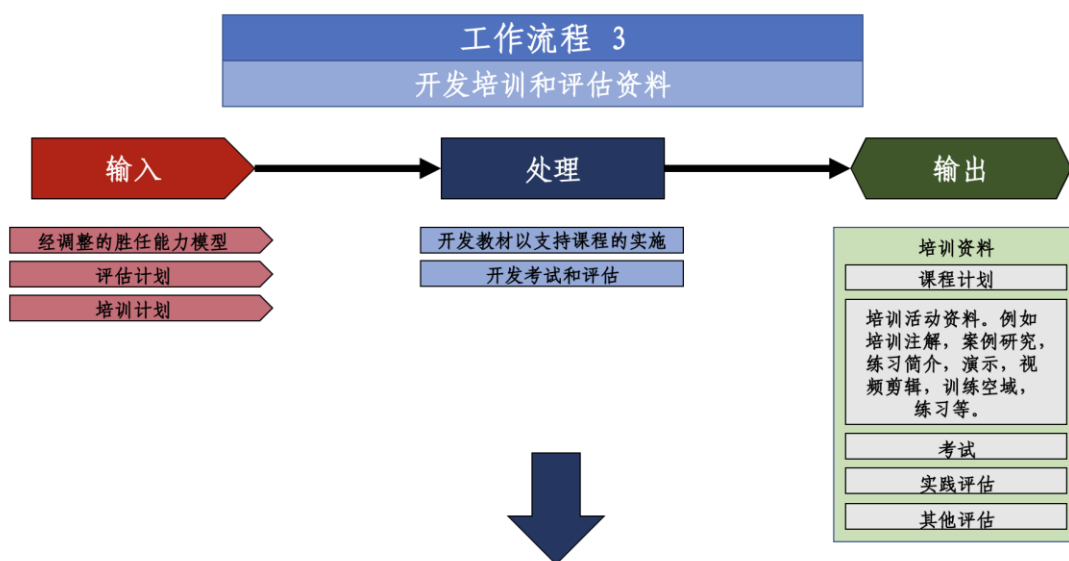 工作流程 3
开发培训和评估资料
输入
处理
输出
经调整的胜任能力模型
评估计划
培训计划
开发教材以支持课程的实施
开发考试和评估
培训资料
课程计划
培训活动资料。例如
培训注解，案例研究，
练习简介，演示，视
频剪辑，训练空域，
练习等。
考试
实践评估
其他评估